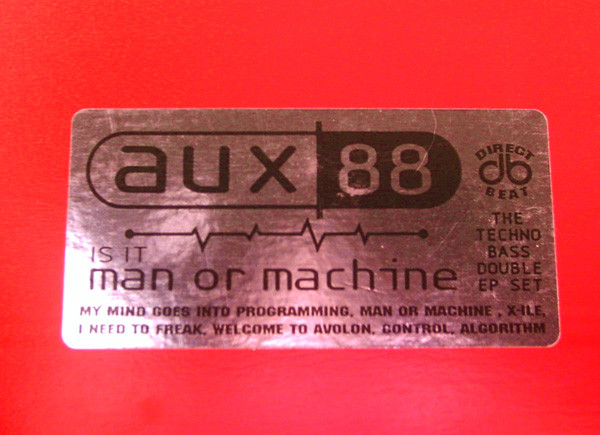 aux 88
DIRECT
db
BEAT
IS IT
man or machine
THE
TECHNO
BASS
DOUBLE
EP SET
MY MIND GOES INTO PROGRAMMING, MAN OR MACHINE , X-ILE,
I NEED TO FREAK, WELCOME TO AVOLON, CONTROL, ALGORITHM